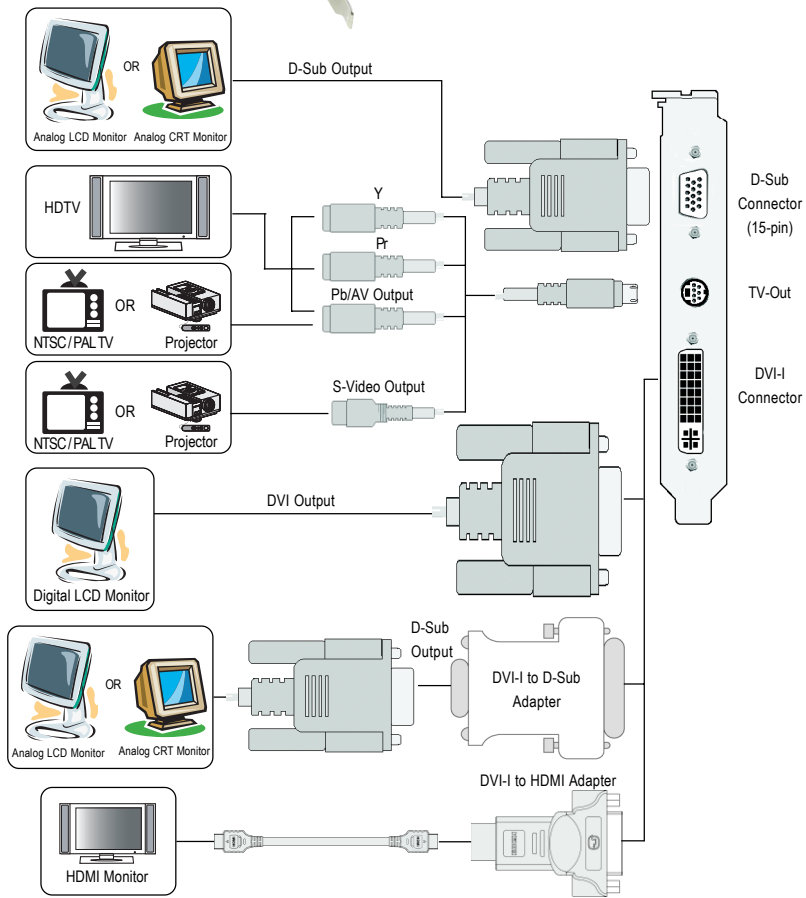 OR
D-Sub Output
Analog LCD Monitor
Analog CRT Monitor
D-Sub
Connector
(15-pin)
HDTV
Y
Pr
Pb/AV Output
TV-Out
OR
NTSC/PAL TV
Projector
S-Video Output
OR
NTSC/PAL TV
Projector
DVI-I
Connector
DVI Output
Digital LCD Monitor
D-Sub
Output
DVI-I to D-Sub
Adapter
OR
Analog LCD Monitor
Analog CRT Monitor
DVI-I to HDMI Adapter
HDMI Monitor